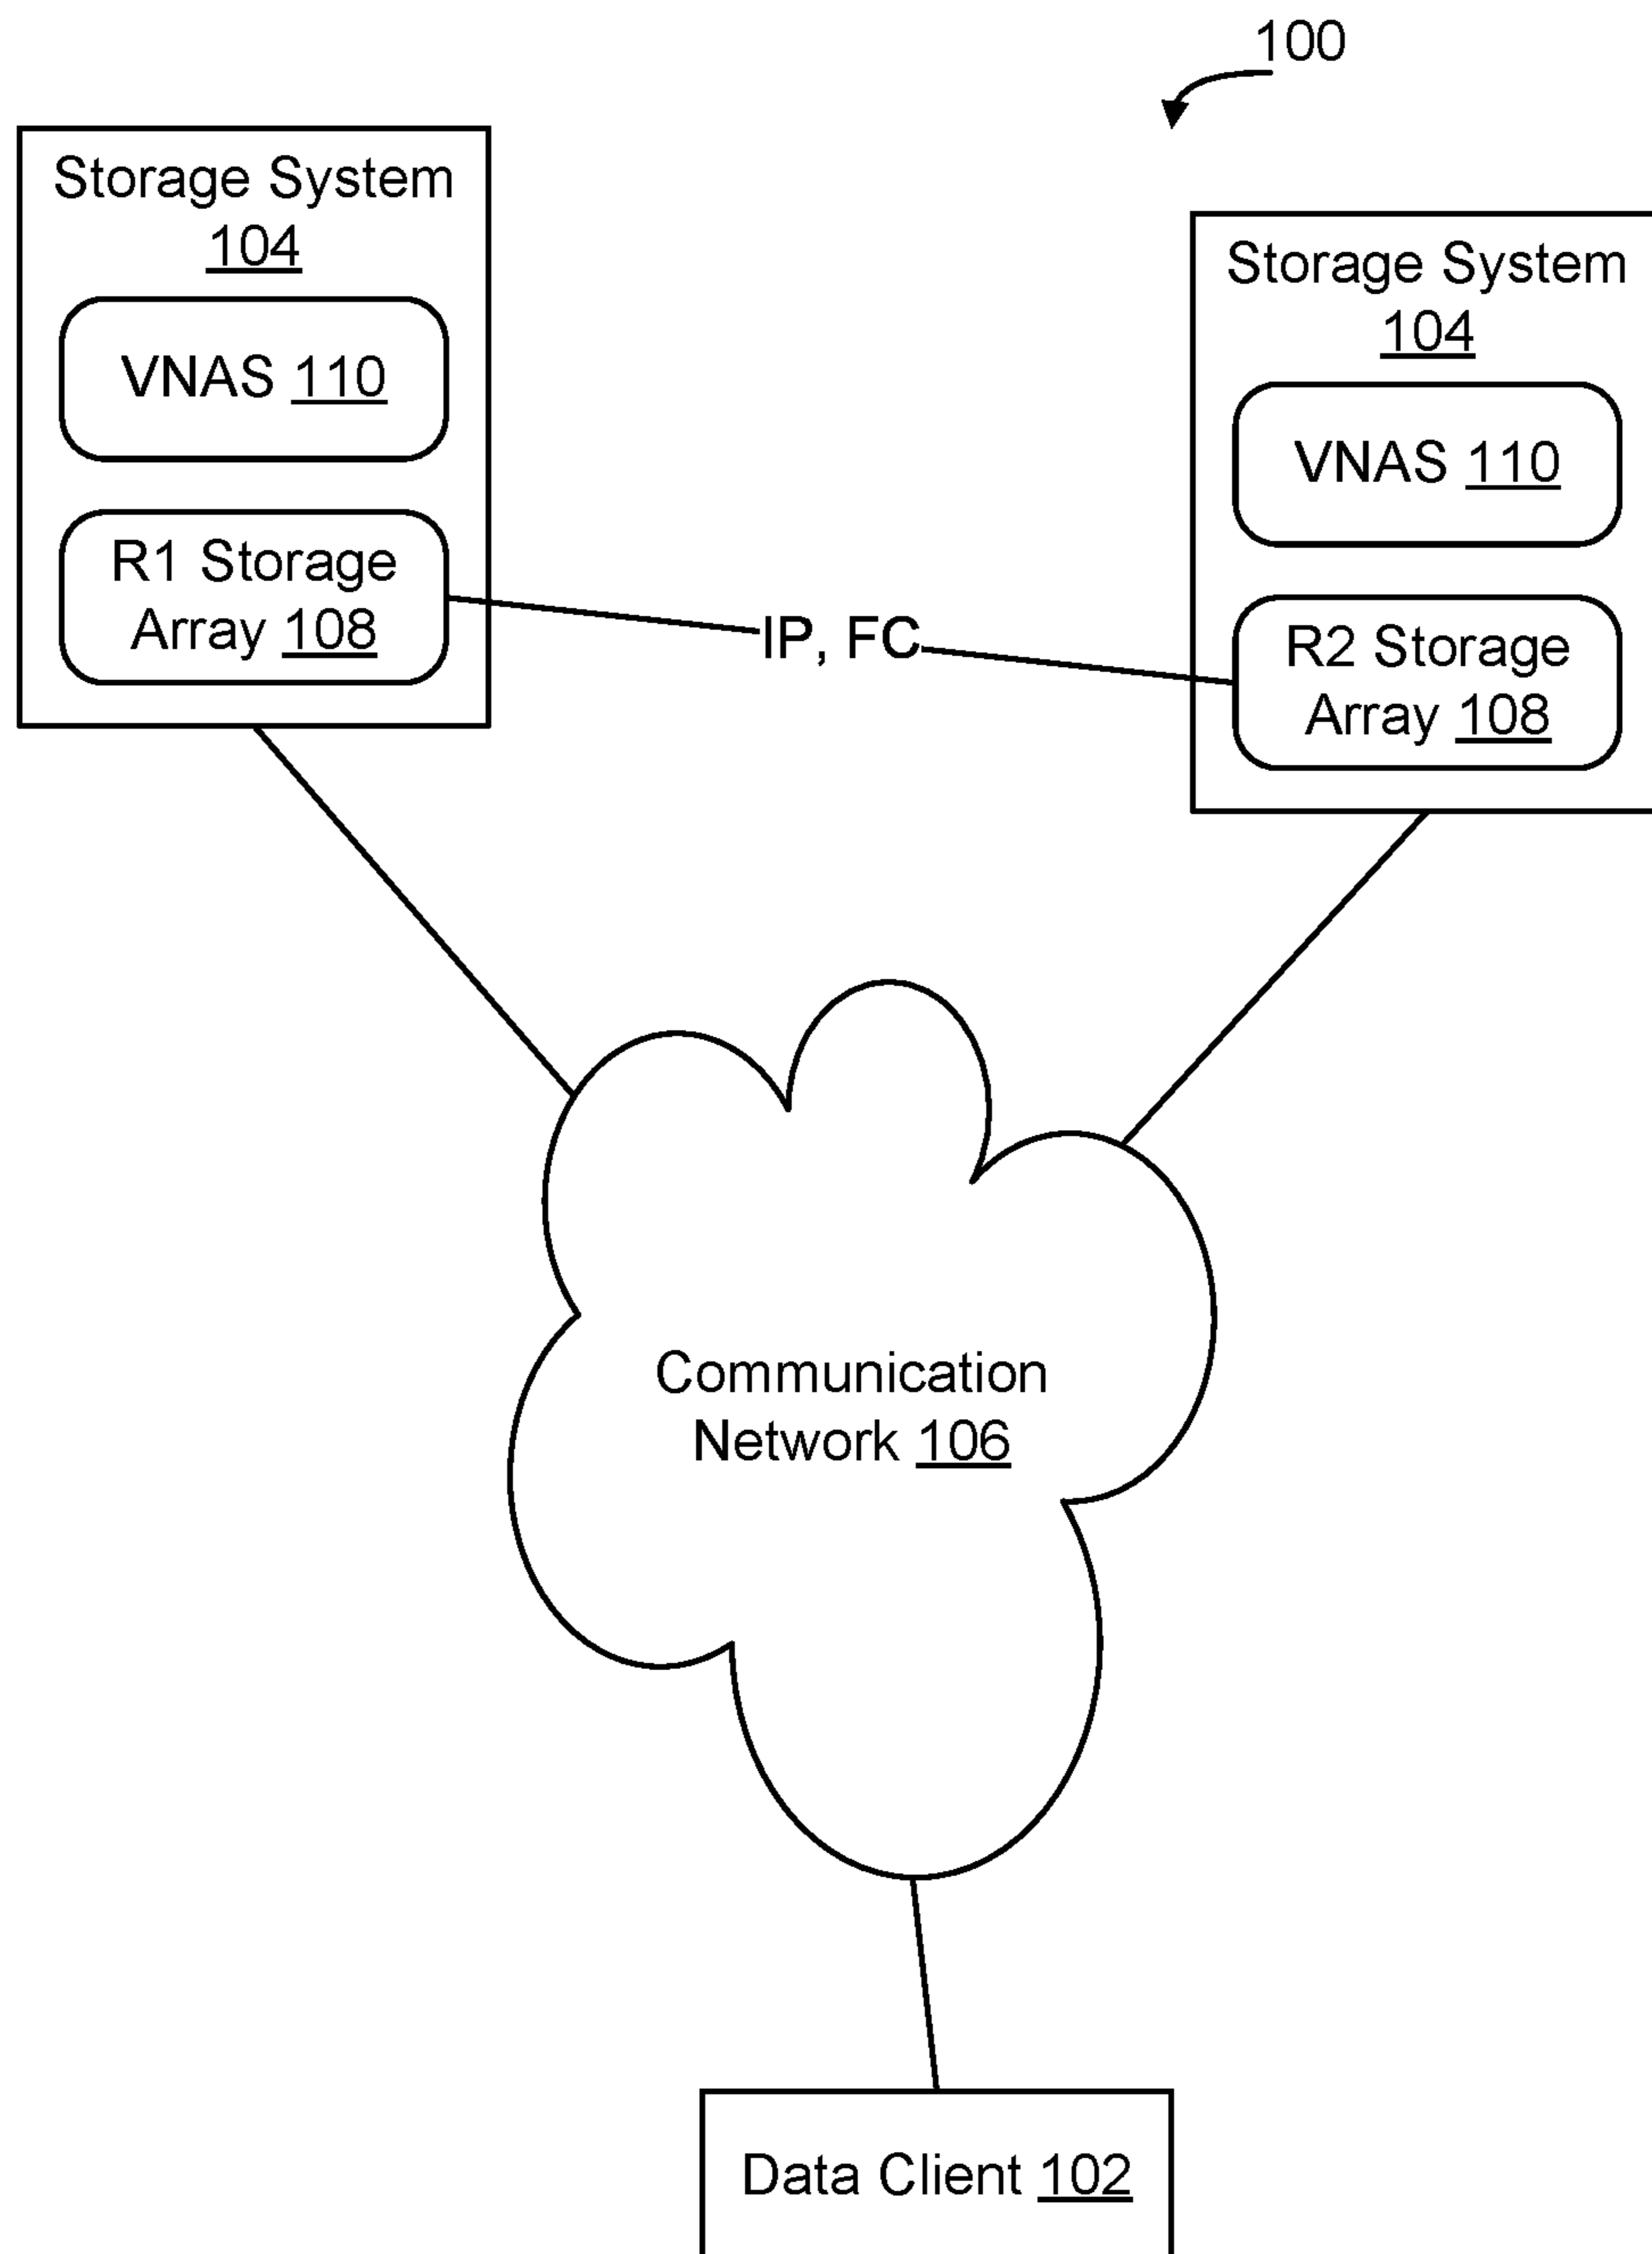 100
Storage System
104
VNAS 110
R1 Storage
Array 108
Storage System
104
VNAS 110
R2 Storage
Array 108
IP, FC
Communication
Network 106
Data Client 102